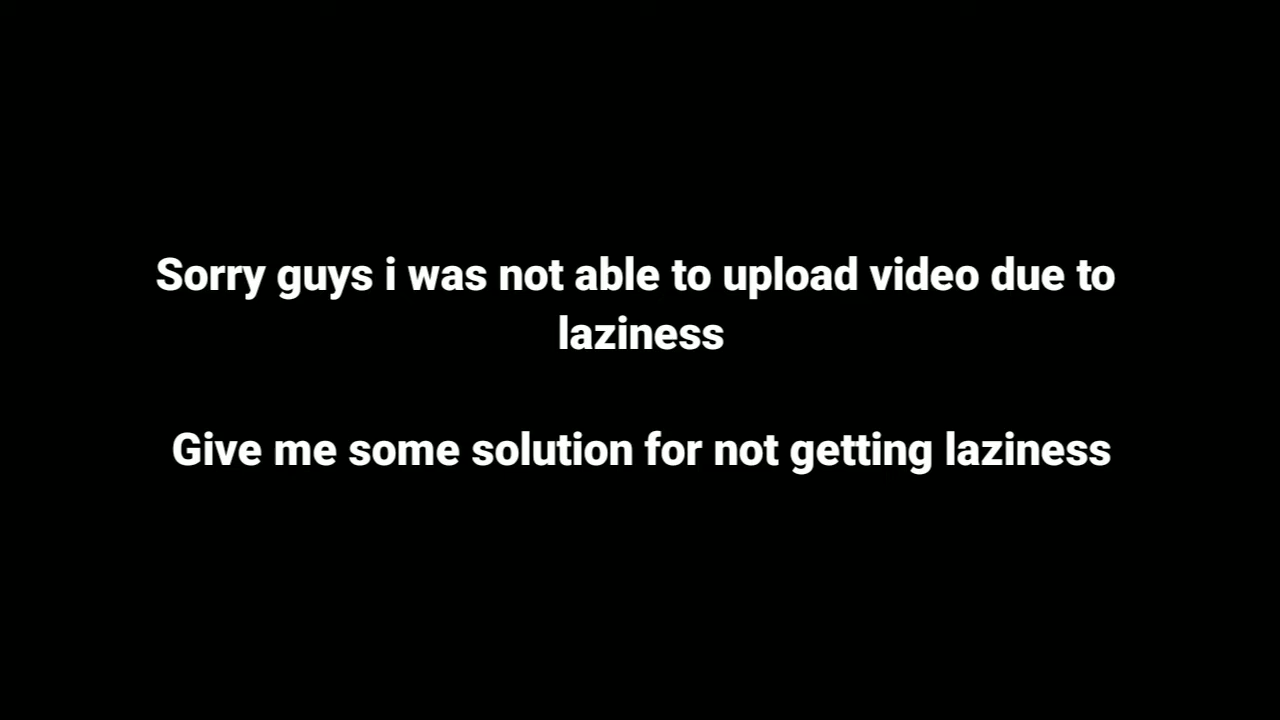 Sorry guys i was not able to upload video due to
laziness
Give me some solution for not getting laziness